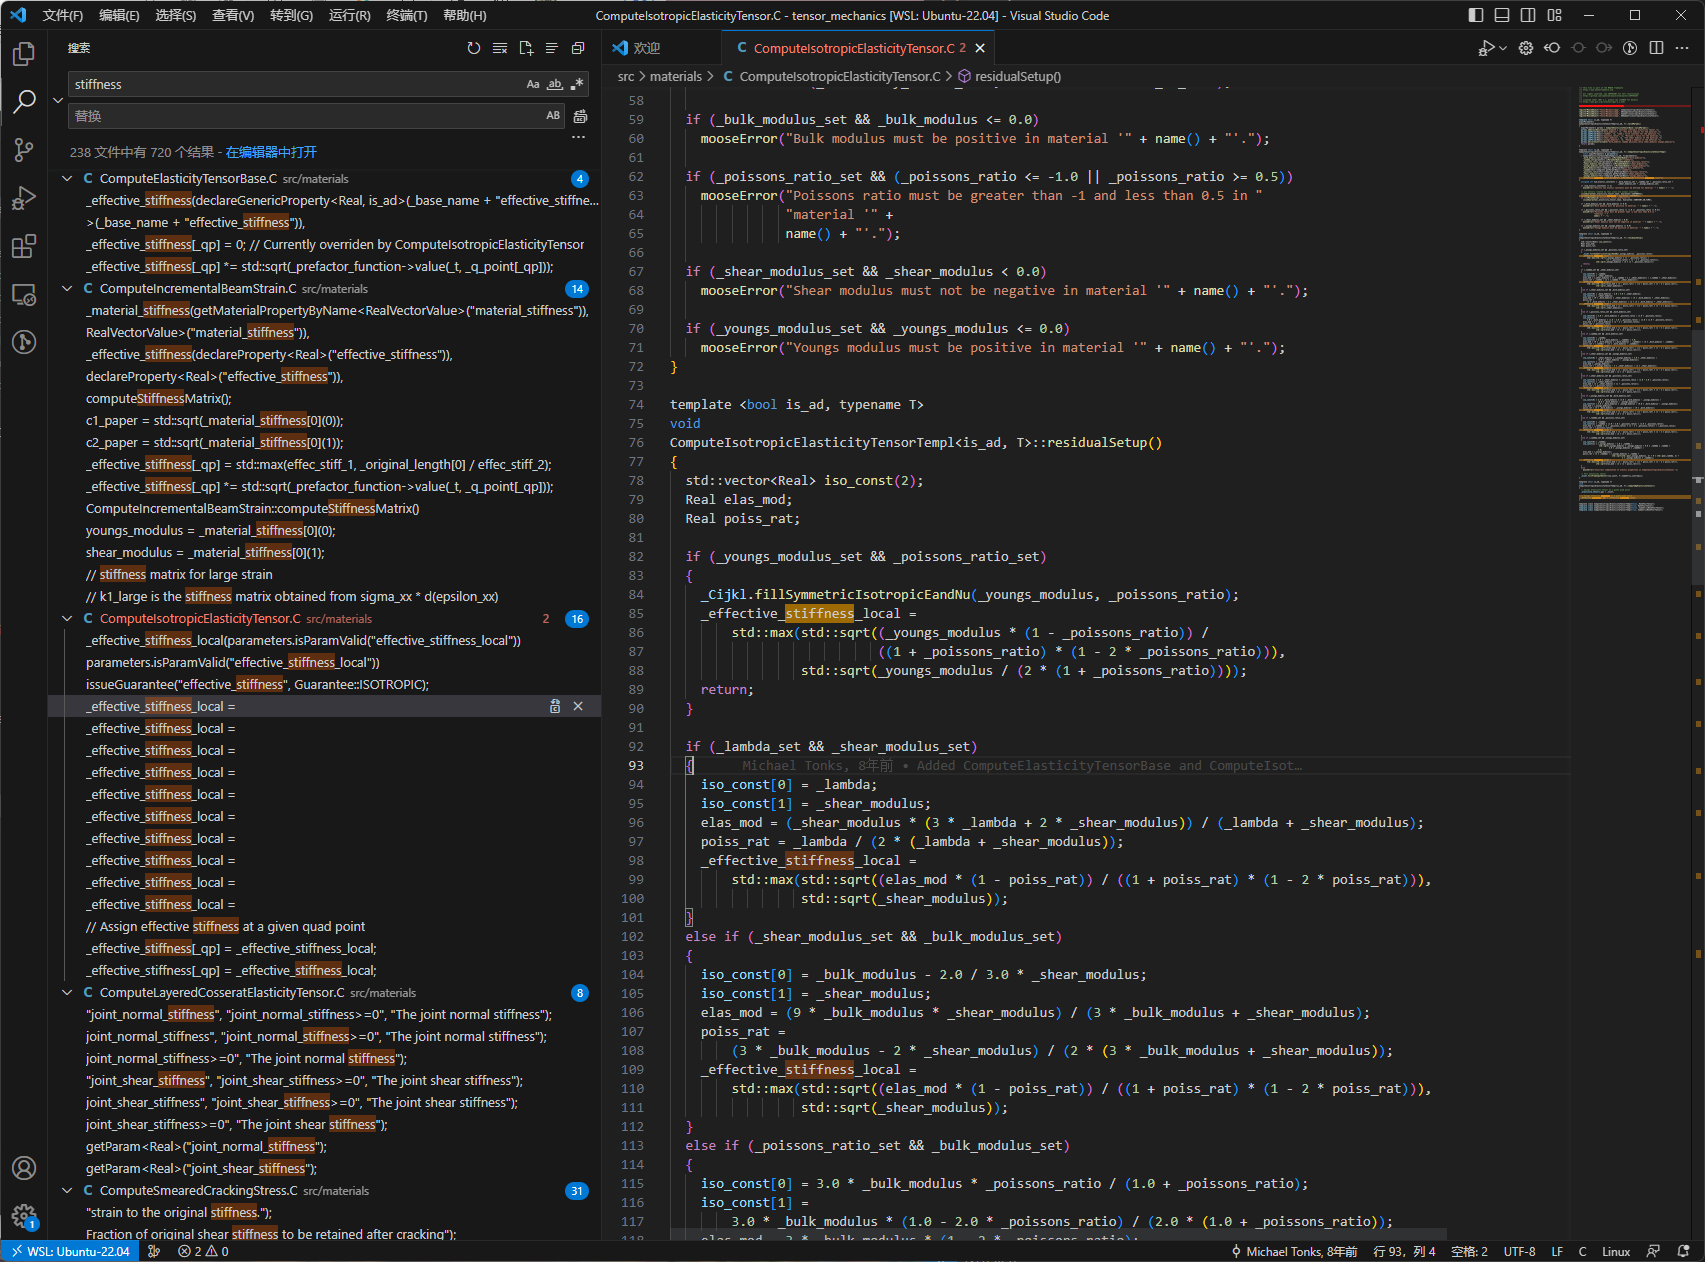 文件(F) 编辑(E) 选择(S) 查看(V) 转到(G) 运行(R) 终端(T) 帮助(H)
ComputeIsotropicElasticityTensor.C - tensor_mechanics [WSL: Ubuntu-22.04] - Visual Studio Code
搜索
stiffness
Aa ab .*
替换
AB
238 文件中有 720 个结果 - 在编辑器中打开
C ComputeElasticityTensorBase.C src/materials 4
_effective_stiffness(declareGenericProperty<Real, is_ad>(_base_name + "effective_stiffne...
>(_base_name + "effective_stiffness")),
_effective_stiffness[_qp] = 0; // Currently overriden by ComputeIsotropicElasticityTensor
_effective_stiffness[_qp] *= std::sqrt(_prefactor_function->value(_t, _q_point[_qp]));
C ComputeIncrementalBeamStrain.C src/materials 14
_material_stiffness(getMaterialPropertyByName<RealVectorValue>("material_stiffness")),
RealVectorValue>("material_stiffness")),
_effective_stiffness(declareProperty<Real>("effective_stiffness")),
declareProperty<Real>("effective_stiffness")),
computeStiffnessMatrix();
c1_paper = std::sqrt(_material_stiffness[0](0));
c2_paper = std::sqrt(_material_stiffness[0](1));
_effective_stiffness[_qp] = std::max(effec_stiff_1, _original_length[0] / effec_stiff_2);
_effective_stiffness[_qp] *= std::sqrt(_prefactor_function->value(_t, _q_point[_qp]));
ComputeIncrementalBeamStrain::computeStiffnessMatrix()
youngs_modulus = _material_stiffness[0](0);
shear_modulus = _material_stiffness[0](1);
// stiffness matrix for large strain
// k1_large is the stiffness matrix obtained from sigma_xx * d(epsilon_xx)
C ComputeIsotropicElasticityTensor.C src/materials 2 16
_effective_stiffness_local(parameters.isParamValid("effective_stiffness_local"))
parameters.isParamValid("effective_stiffness_local"))
issueGuarantee("effective_stiffness", Guarantee::ISOTROPIC);
_effective_stiffness_local =
_effective_stiffness_local =
_effective_stiffness_local =
_effective_stiffness_local =
_effective_stiffness_local =
_effective_stiffness_local =
_effective_stiffness_local =
_effective_stiffness_local =
_effective_stiffness_local =
_effective_stiffness_local =
// Assign effective stiffness at a given quad point
_effective_stiffness[_qp] = _effective_stiffness_local;
_effective_stiffness[_qp] = _effective_stiffness_local;
C ComputeLayeredCosseratElasticityTensor.C src/materials 8
"joint_normal_stiffness", "joint_normal_stiffness>=0", "The joint normal stiffness");
joint_normal_stiffness", "joint_normal_stiffness>=0", "The joint normal stiffness");
joint_normal_stiffness>=0", "The joint normal stiffness");
"joint_shear_stiffness", "joint_shear_stiffness>=0", "The joint shear stiffness");
joint_shear_stiffness", "joint_shear_stiffness>=0", "The joint shear stiffness");
joint_shear_stiffness>=0", "The joint shear stiffness");
getParam<Real>("joint_normal_stiffness");
getParam<Real>("joint_shear_stiffness");
C ComputeSmearedCrackingStress.C src/materials 31
"strain to the original stiffness.");
Fraction of original shear stiffness to be retained after cracking");
欢迎
C ComputeIsotropicElasticityTensor.C 2
src > materials > C ComputeIsotropicElasticityTensor.C > residualSetup()
58
59 if (_bulk_modulus_set && _bulk_modulus <= 0.0)
60 mooseError("Bulk modulus must be positive in material '" + name() + "'.");
61
62 if (_poissons_ratio_set && (_poissons_ratio <= -1.0 || _poissons_ratio >= 0.5))
63 mooseError("Poissons ratio must be greater than -1 and less than 0.5 in "
64 "material '" +
65 name() + "'.");
66
67 if (_shear_modulus_set && _shear_modulus < 0.0)
68 mooseError("Shear modulus must not be negative in material '" + name() + "'.");
69
70 if (_youngs_modulus_set && _youngs_modulus <= 0.0)
71 mooseError("Youngs modulus must be positive in material '" + name() + "'.");
72 }
73
74 template <bool is_ad, typename T>
75 void
76 ComputeIsotropicElasticityTensorTempl<is_ad, T>::residualSetup()
77 {
78 std::vector<Real> iso_const(2);
79 Real elas_mod;
80 Real poiss_rat;
81
82 if (_youngs_modulus_set && _poissons_ratio_set)
83 {
84 _Cijkl.fillSymmetricIsotropicEandNu(_youngs_modulus, _poissons_ratio);
85 _effective_stiffness_local =
86 std::max(std::sqrt((_youngs_modulus * (1 - _poissons_ratio)) /
87 ((1 + _poissons_ratio) * (1 - 2 * _poissons_ratio))),
88 std::sqrt(_youngs_modulus / (2 * (1 + _poissons_ratio))));
89 return;
90 }
91
92 if (_lambda_set && _shear_modulus_set)
93 { Michael Tonks, 8年前 • Added ComputeElasticityTensorBase and ComputeIsot…
94 iso_const[0] = _lambda;
95 iso_const[1] = _shear_modulus;
96 elas_mod = (_shear_modulus * (3 * _lambda + 2 * _shear_modulus)) / (_lambda + _shear_modulus);
97 poiss_rat = _lambda / (2 * (_lambda + _shear_modulus));
98 _effective_stiffness_local =
99 std::max(std::sqrt((elas_mod * (1 - poiss_rat)) / ((1 + poiss_rat) * (1 - 2 * poiss_rat))),
100 std::sqrt(_shear_modulus));
101 }
102 else if (_shear_modulus_set && _bulk_modulus_set)
103 {
104 iso_const[0] = _bulk_modulus - 2.0 / 3.0 * _shear_modulus;
105 iso_const[1] = _shear_modulus;
106 elas_mod = (9 * _bulk_modulus * _shear_modulus) / (3 * _bulk_modulus + _shear_modulus);
107 poiss_rat =
108 (3 * _bulk_modulus - 2 * _shear_modulus) / (2 * (3 * _bulk_modulus + _shear_modulus));
109 _effective_stiffness_local =
110 std::max(std::sqrt((elas_mod * (1 - poiss_rat)) / ((1 + poiss_rat) * (1 - 2 * poiss_rat))),
111 std::sqrt(_shear_modulus));
112 }
113 else if (_poissons_ratio_set && _bulk_modulus_set)
114 {
115 iso_const[0] = 3.0 * _bulk_modulus * _poissons_ratio / (1.0 + _poissons_ratio);
116 iso_const[1] =
117 3.0 * _bulk_modulus * (1.0 - 2.0 * _poissons_ratio) / (2.0 * (1.0 + _poissons_ratio));
1
WSL: Ubuntu-22.04 2 0
Michael Tonks, 8年前 行 93, 列 4 空格: 2 UTF-8 LF C Linux